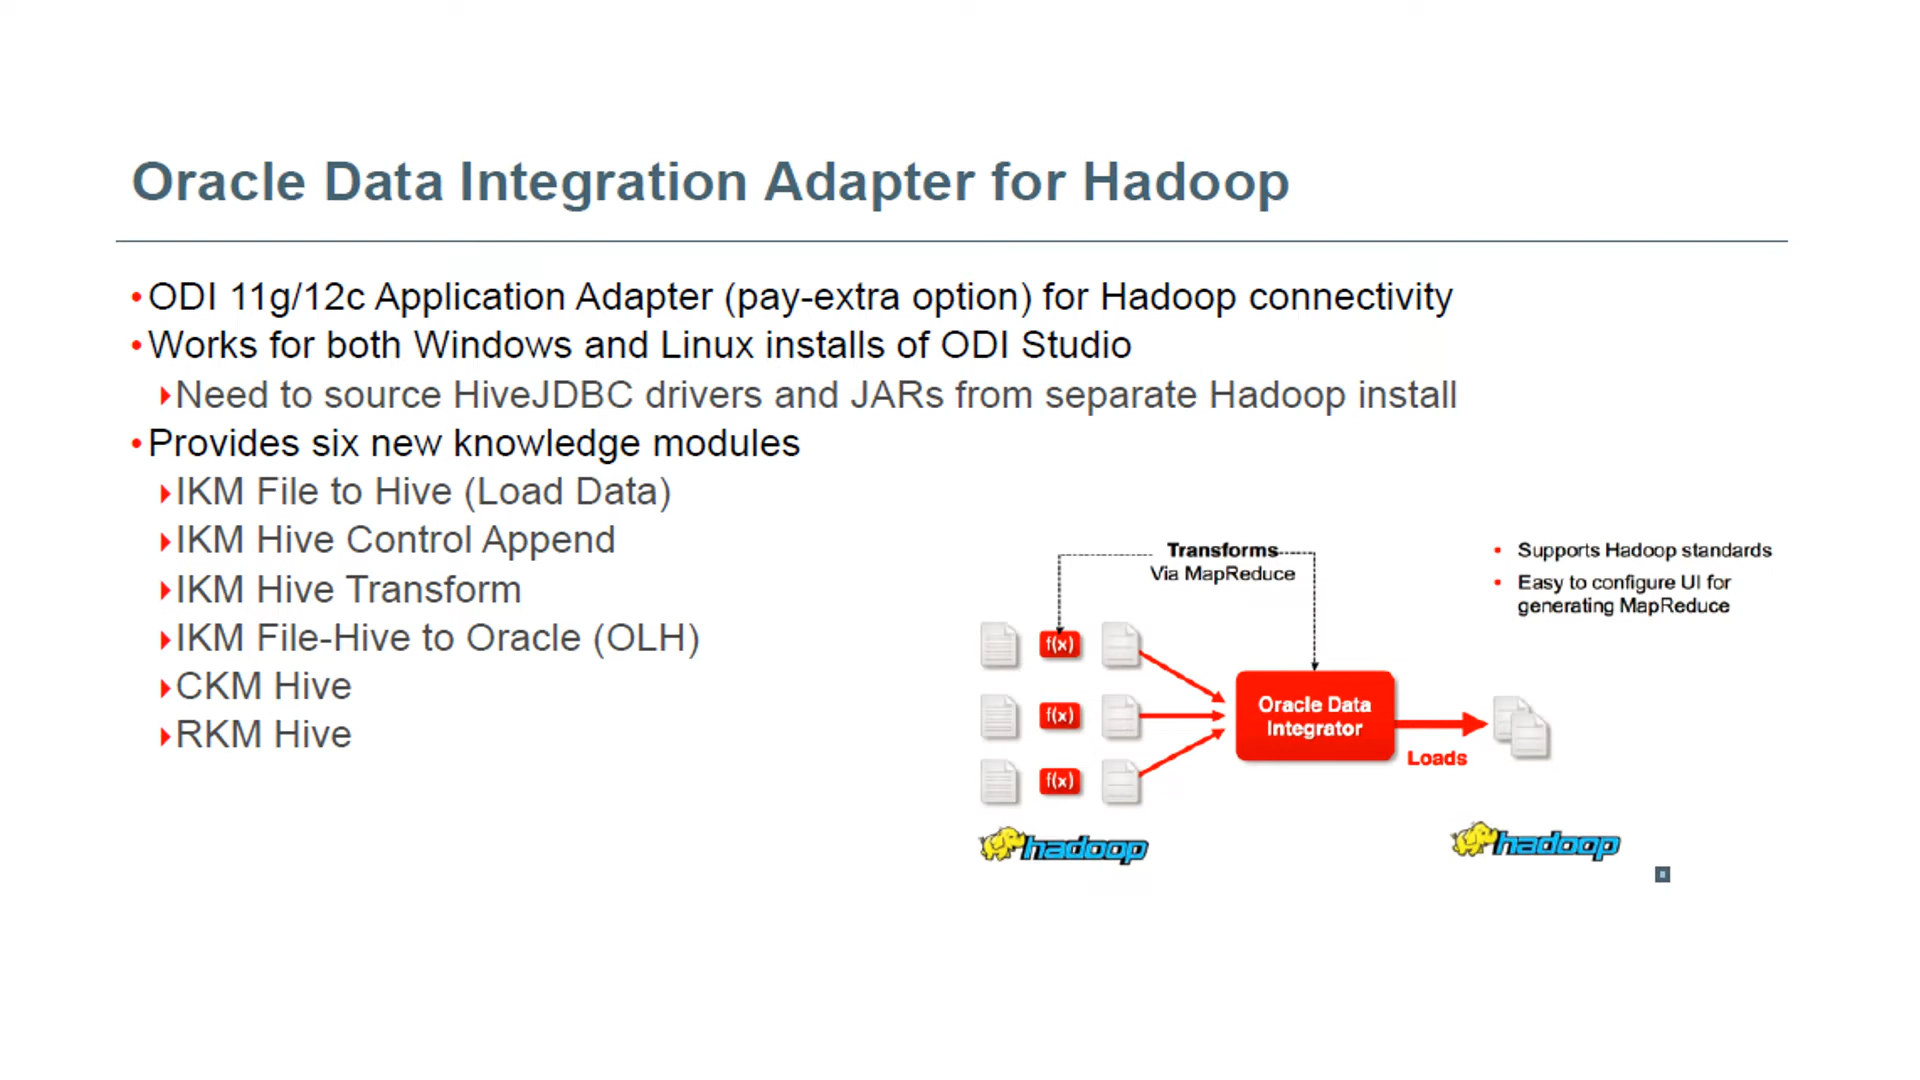 Oracle Data Integration Adapter for Hadoop
•ODI 11g/12c Application Adapter (pay-extra option) for Hadoop connectivity
•Works for both Windows and Linux installs of ODI Studio
Need to source HiveJDBC drivers and JARs from separate Hadoop install
•Provides six new knowledge modules
IKM File to Hive (Load Data)
IKM Hive Control Append
IKM Hive Transform
IKM File-Hive to Oracle (OLH)
CKM Hive
RKM Hive
Transforms
Via MapReduce
• Supports Hadoop standards
• Easy to configure UI for
generating MapReduce
f(x)
f(x)
f(x)
Oracle Data
Integrator
Loads
hadoop
hadoop